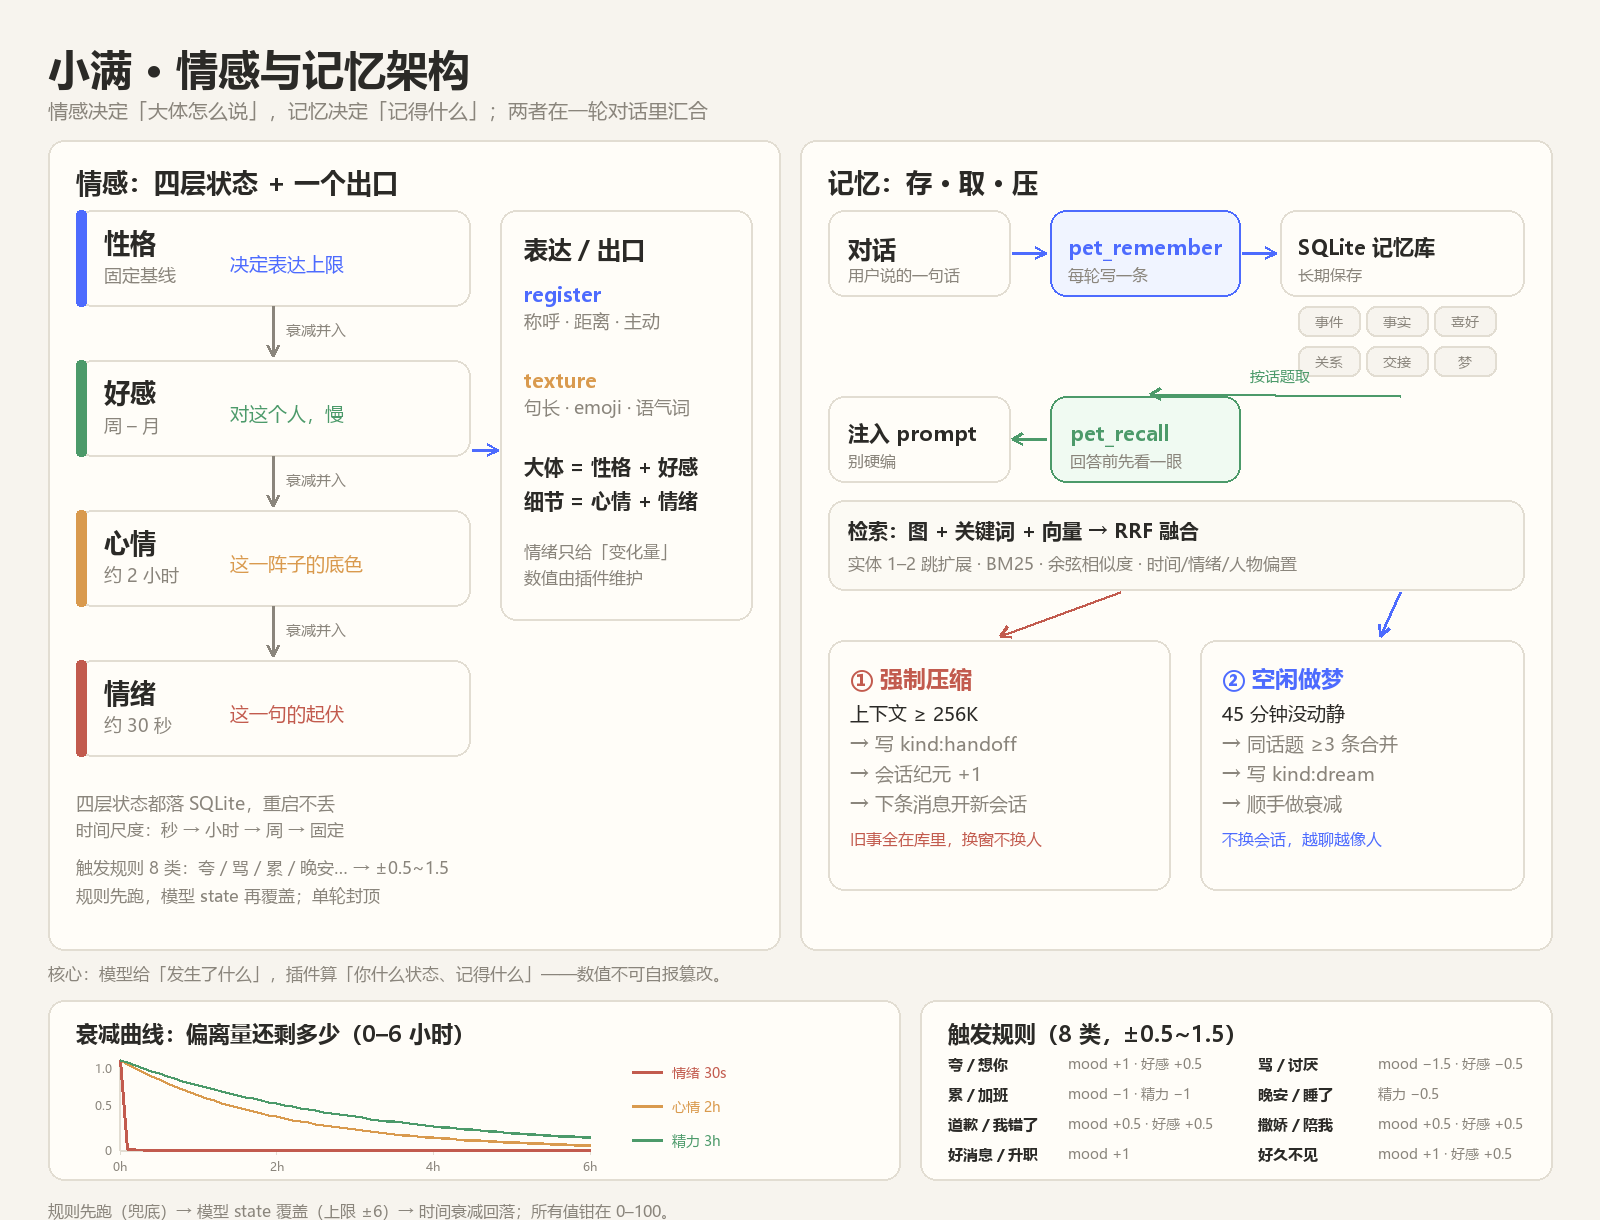 小满 • 情感与记忆架构
情感决定「大体怎么说」，记忆决定「记得什么」；两者在一轮对话里汇合
情感：四层状态 + 一个出口
性格
固定基线
决定表达上限
衰减并入
好感
周 – 月
对这个人，慢
衰减并入
心情
约 2 小时
这一阵子的底色
衰减并入
情绪
约 30 秒
这一句的起伏
表达 / 出口
register
称呼 · 距离 · 主动
texture
句长 · emoji · 语气词
大体 = 性格 + 好感
细节 = 心情 + 情绪
情绪只给「变化量」
数值由插件维护
四层状态都落 SQLite，重启不丢
时间尺度：秒 → 小时 → 周 → 固定
触发规则 8 类：夸 / 骂 / 累 / 晚安… → ±0.5~1.5
规则先跑，模型 state 再覆盖；单轮封顶
记忆：存 • 取 • 压
对话
用户说的一句话
pet_remember
每轮写一条
SQLite 记忆库
长期保存
事件
事实
喜好
关系
交接
梦
按话题取
注入 prompt
别硬编
pet_recall
回答前先看一眼
检索：图 + 关键词 + 向量 → RRF 融合
实体 1–2 跳扩展 · BM25 · 余弦相似度 · 时间/情绪/人物偏置
① 强制压缩
上下文 ≥ 256K
→ 写 kind:handoff
→ 会话纪元 +1
→ 下条消息开新会话
旧事全在库里，换窗不换人
② 空闲做梦
45 分钟没动静
→ 同话题 ≥3 条合并
→ 写 kind:dream
→ 顺手做衰减
不换会话，越聊越像人
核心：模型给「发生了什么」，插件算「你什么状态、记得什么」——数值不可自报篡改。
衰减曲线：偏离量还剩多少（0–6 小时）
1.0
0.5
0
0h
2h
4h
6h
情绪 30s
心情 2h
精力 3h
触发规则（8 类，±0.5~1.5）
夸 / 想你
mood +1 · 好感 +0.5
骂 / 讨厌
mood −1.5 · 好感 −0.5
累 / 加班
mood −1 · 精力 −1
晚安 / 睡了
精力 −0.5
道歉 / 我错了
mood +0.5 · 好感 +0.5
撒娇 / 陪我
mood +0.5 · 好感 +0.5
好消息 / 升职
mood +1
好久不见
mood +1 · 好感 +0.5
规则先跑（兜底）→ 模型 state 覆盖（上限 ±6）→ 时间衰减回落；所有值钳在 0–100。